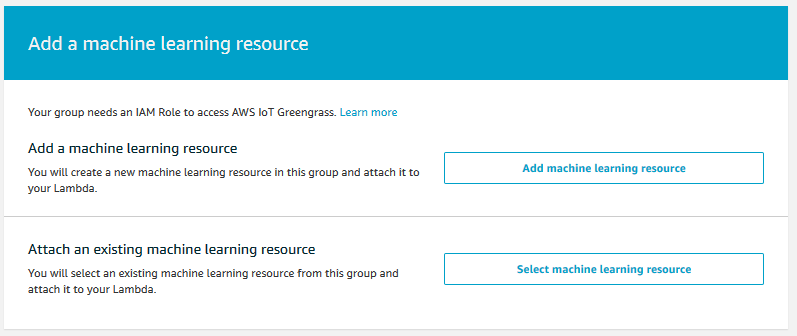 Add a machine learning resource
Your group needs an IAM Role to access AWS IoT Greengrass. Learn more
Add a machine learning resource
You will create a new machine learning resource in this group and attach it to
your Lambda.
Add machine learning resource
Attach an existing machine learning resource
You will select an existing machine learning resource from this group and
attach it to your Lambda.
Select machine learning resource